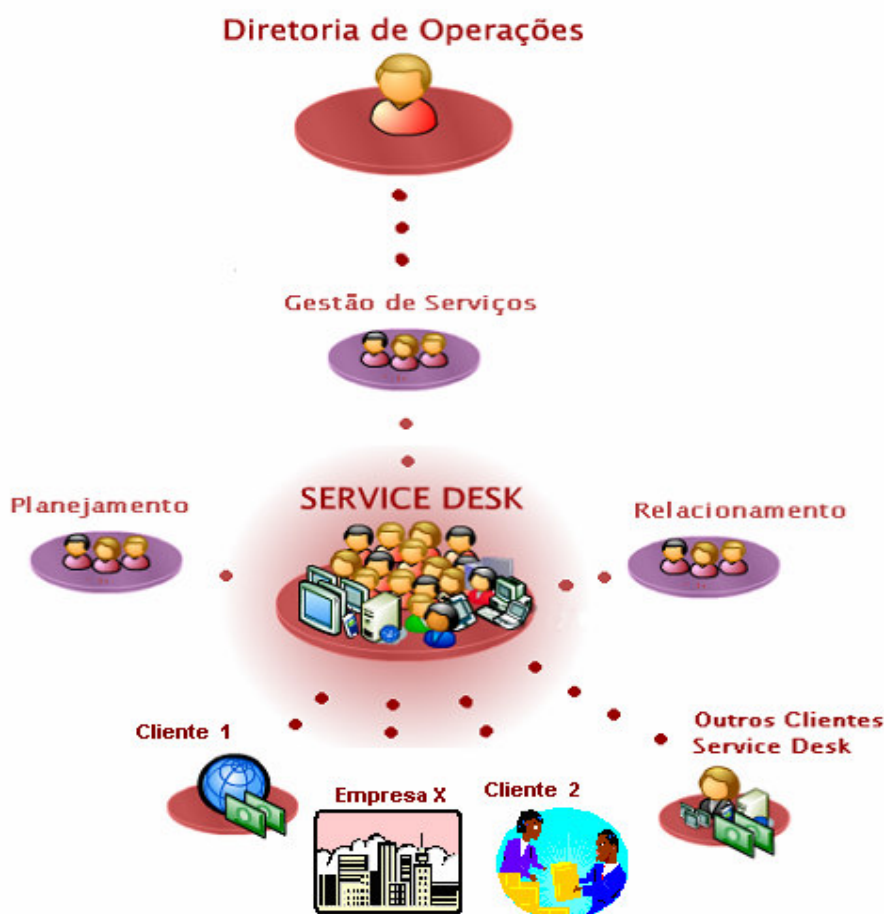 Diretoria de Operações
Gestão de Serviços
Planejamento
SERVICE DESK
Relacionamento
Cliente 1
Empresa X
Cliente 2
Outros Clientes
Service Desk